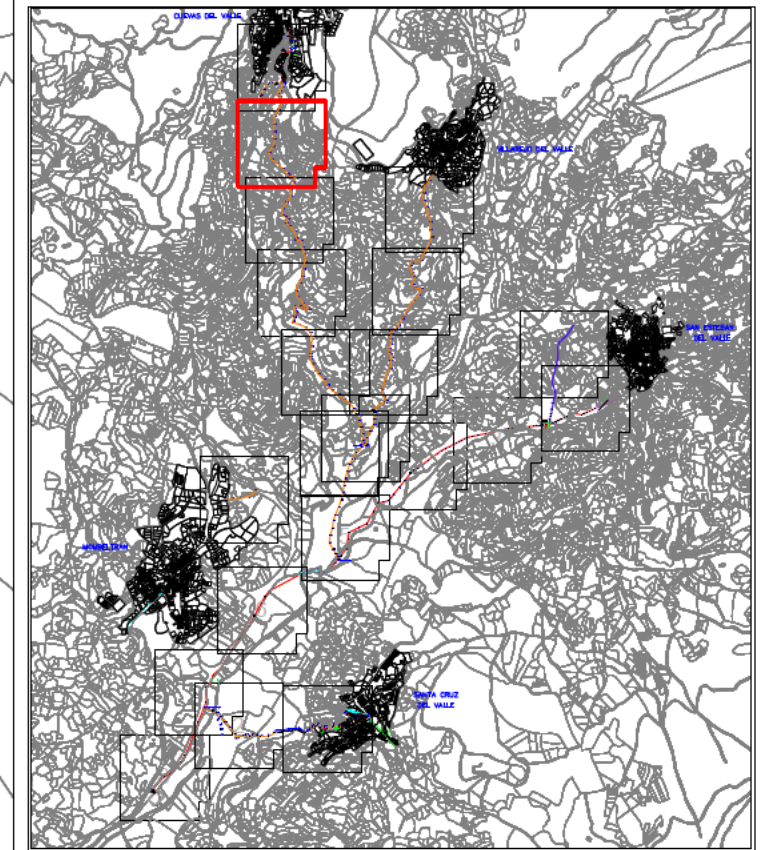 CUEVAS DEL VALLE
VILLAREJO DEL VALLE
SAN ESTEBAN
DEL VALLE
MOMBELTRAN
SANTA CRUZ
DEL VALLE